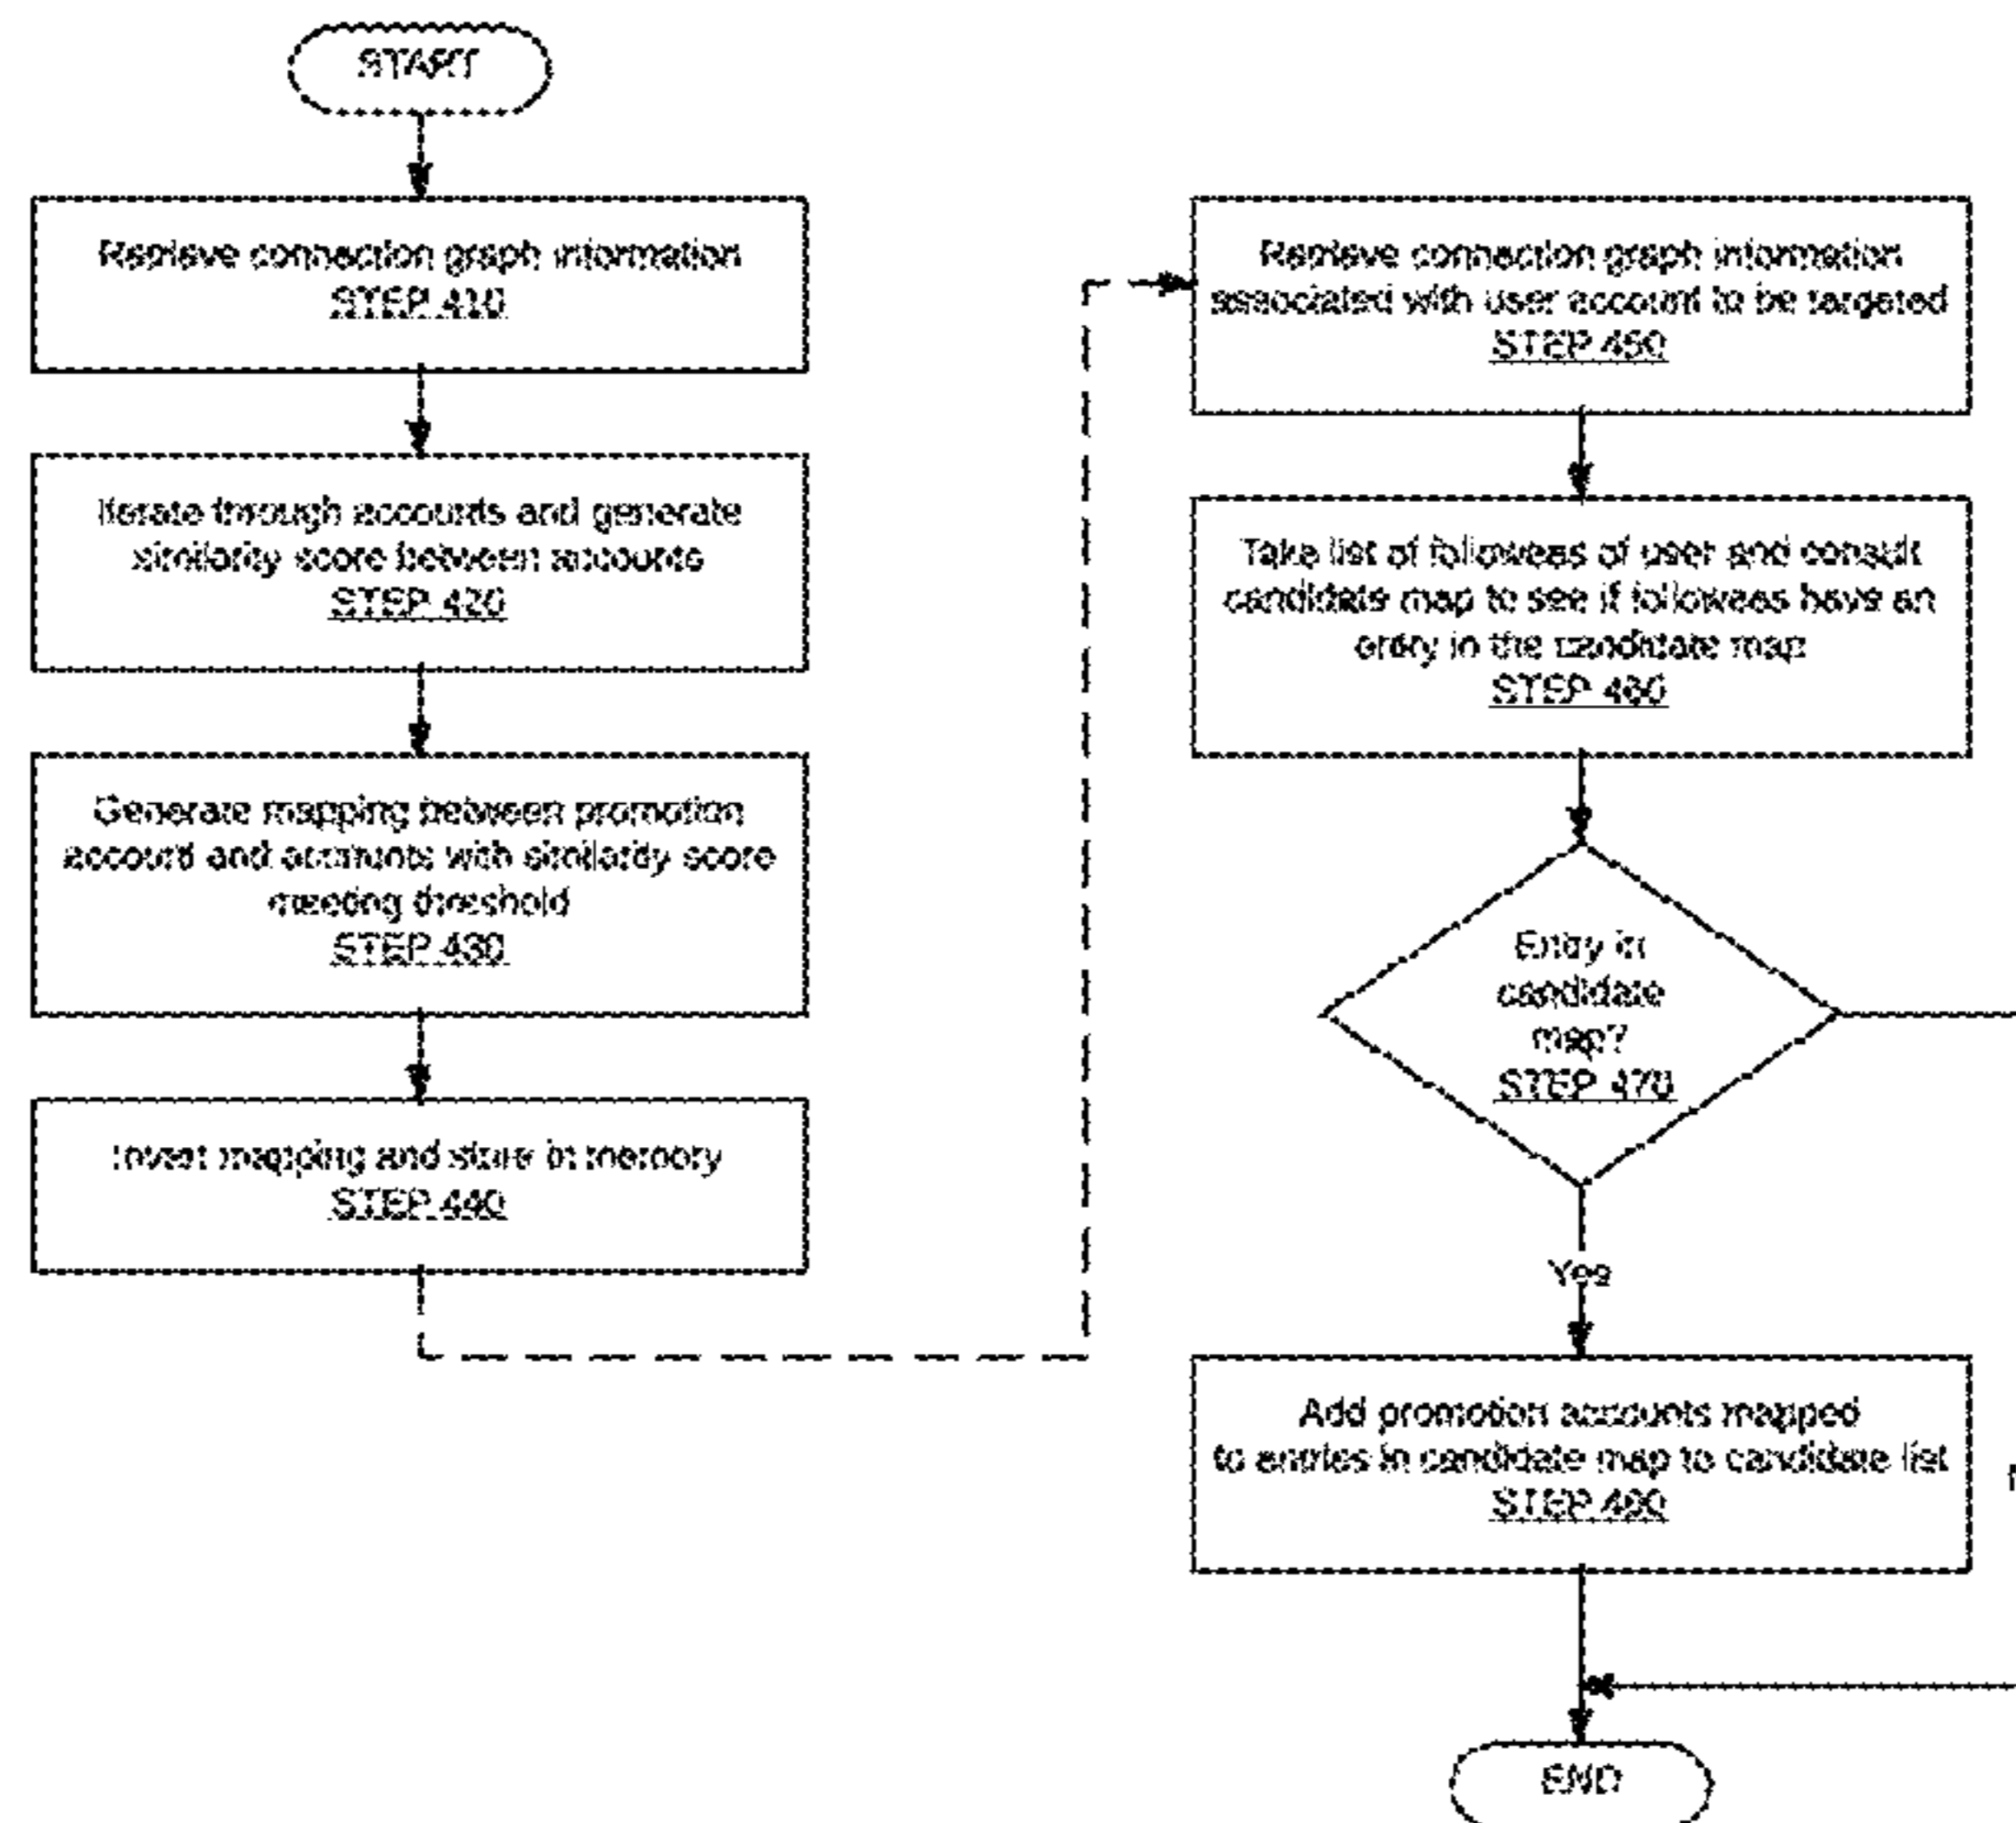 START
Retrieve connection graph information
STEP 410
Iterate through accounts and generate
similarity score between accounts
STEP 420
Generate mapping between promotion
account and accounts with similarity score
meeting threshold
STEP 430
Invert mapping and store in memory
STEP 440
Retrieve connection graph information
associated with user account to be targeted
STEP 450
Take list of followees of user and consult
candidate map to see if followees have an
entry in the candidate map
STEP 460
Entry in
candidate
map?
STEP 470
Yes
Add promotion accounts mapped
to entries in candidate map to candidate list
STEP 480
END